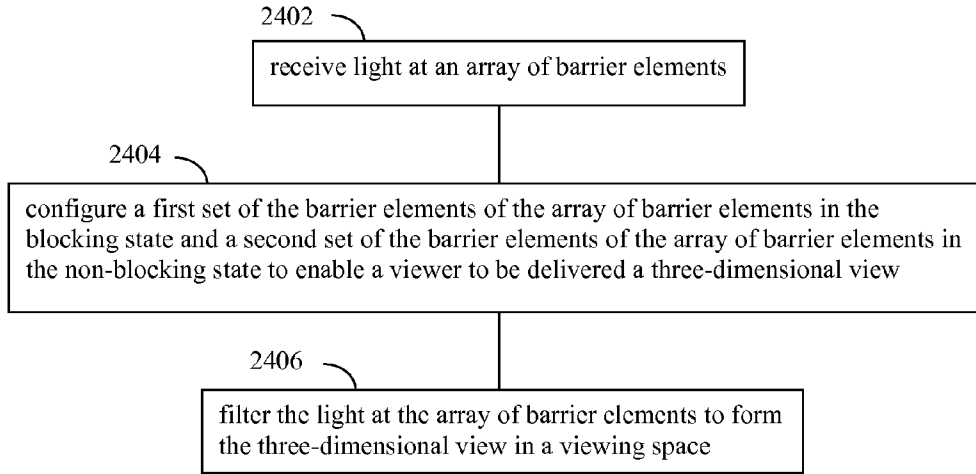 2402
receive light at an array of barrier elements
2404
configure a first set of the barrier elements of the array of barrier elements in the
blocking state and a second set of the barrier elements of the array of barrier elements in
the non-blocking state to enable a viewer to be delivered a three-dimensional view
2406
filter the light at the array of barrier elements to form
the three-dimensional view in a viewing space